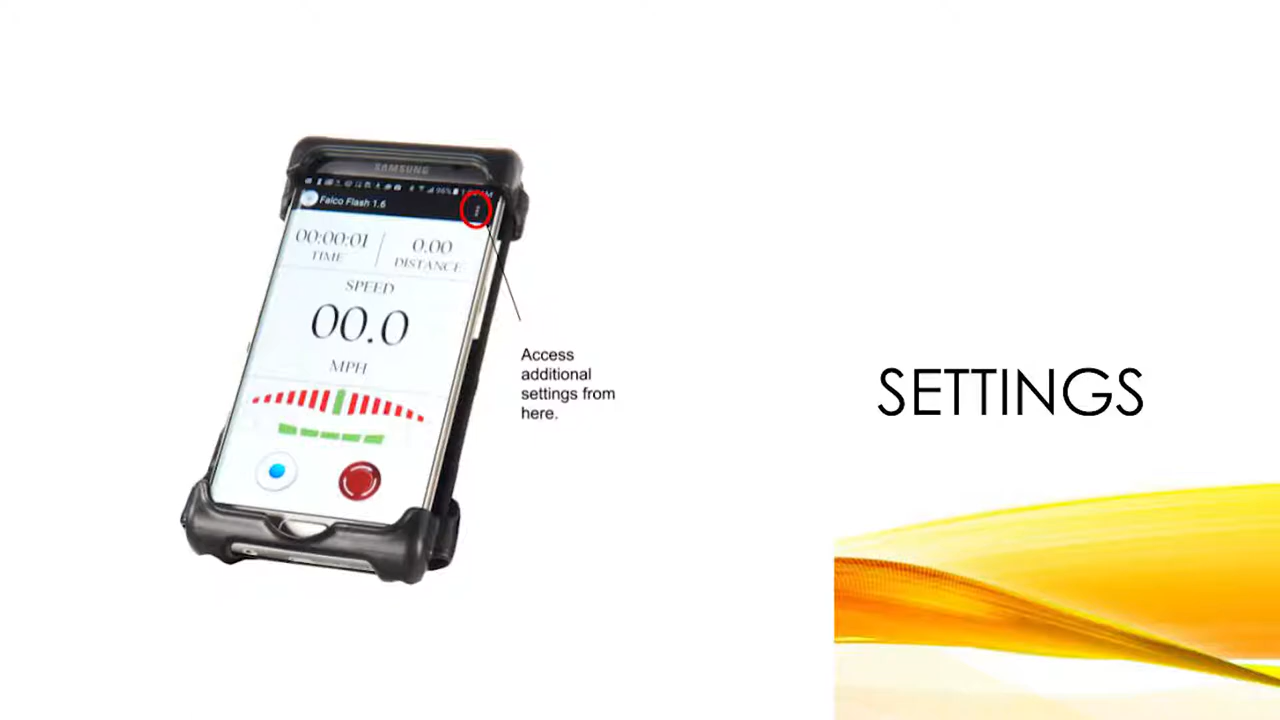 SAMSUNG
96%
Falco Flash 1.6
00:00:01
TIME
0.00
DISTANCE
SPEED
00.0
MPH
Access
additional
settings from
here.
SETTINGS